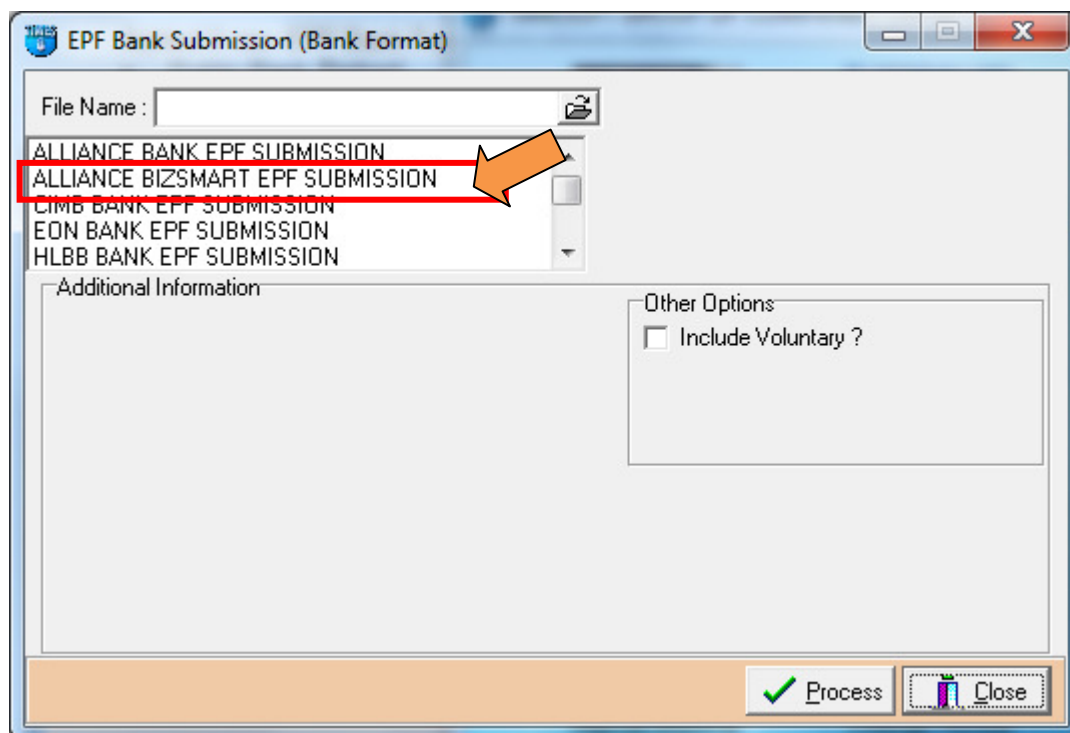 EPF Bank Submission (Bank Format)
File Name :
ALLIANCE BANK EPF SUBMISSION
ALLIANCE BIZSMART EPF SUBMISSION
CIMB BANK EPF SUBMISSION
EON BANK EPF SUBMISSION
HLBB BANK EPF SUBMISSION
Additional Information
Other Options
Include Voluntary ?
Process
Close